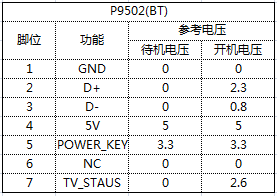 P9502(BT)
脚位 功能 参考电压
待机电压 开机电压
1 GND 0 0
2 D+ 0 2.3
3 D- 0 0.8
4 5V 5 5
5 POWER_KEY 3.3 3.3
6 NC 0 0
7 TV_STAUS 0 2.6